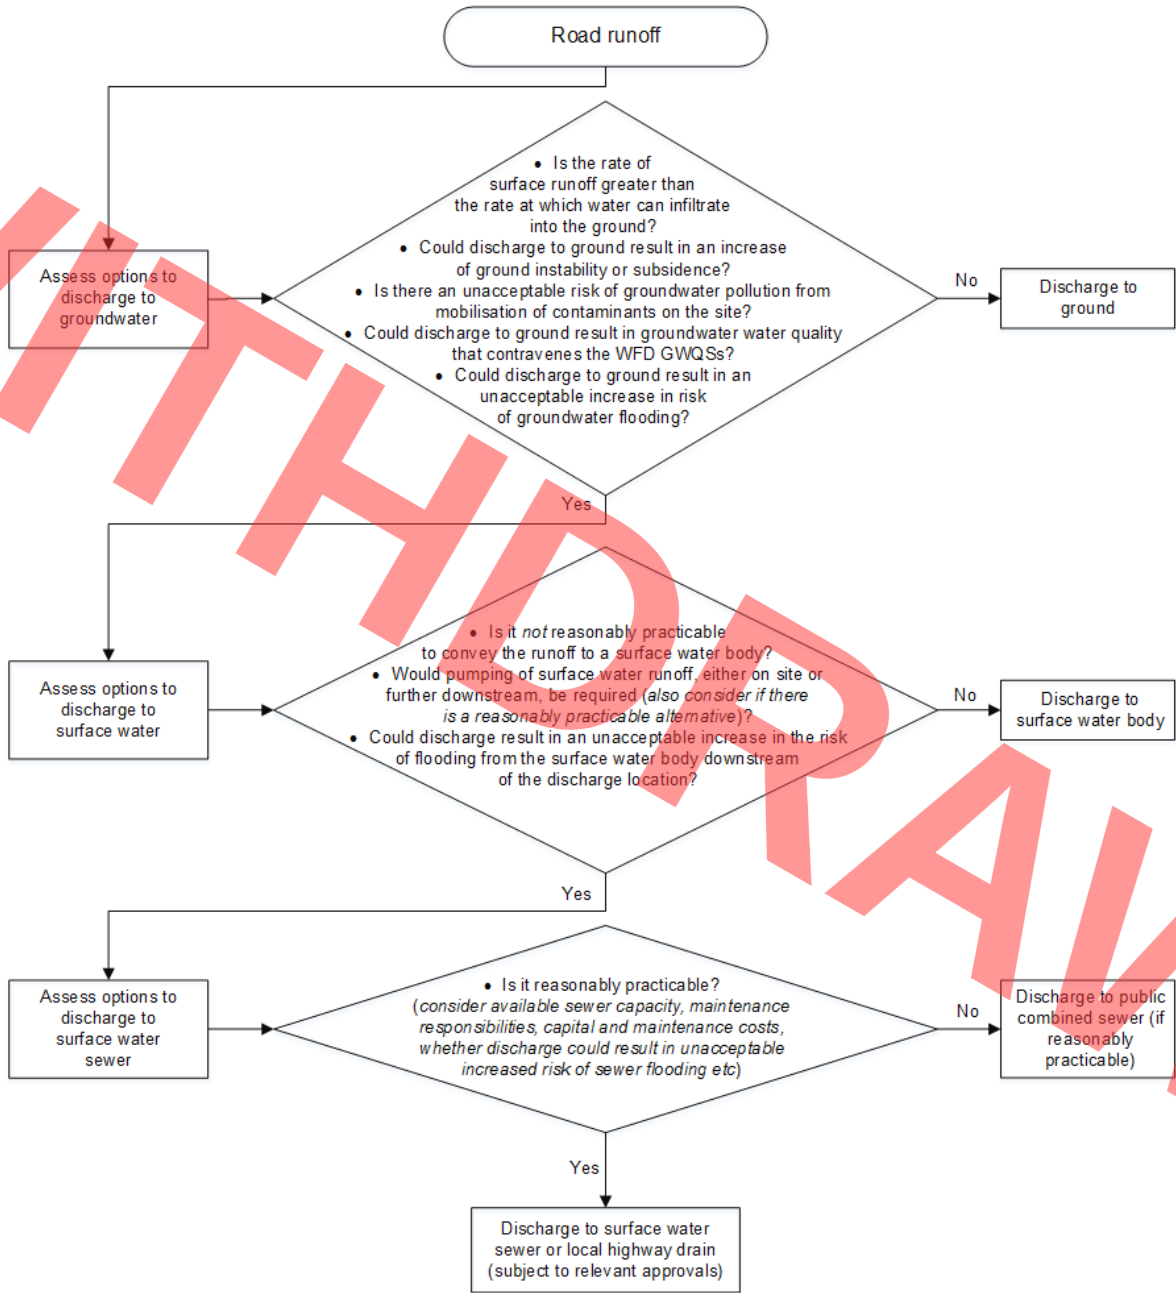 Road runoff
• Is the rate of
surface runoff greater than
the rate at which water can infiltrate
into the ground?
• Could discharge to ground result in an increase
of ground instability or subsidence?
• Is there an unacceptable risk of groundwater pollution from
mobilisation of contaminants on the site?
• Could discharge to ground result in groundwater water quality
that contravenes the WFD GWQSs?
• Could discharge to ground result in an
unacceptable increase in risk
of groundwater flooding?
Assess options to
discharge to
groundwater
No
Discharge to
ground
Yes
• Is it not reasonably practicable
to convey the runoff to a surface water body?
• Would pumping of surface water runoff, either on site or
further downstream, be required (also consider if there
is a reasonably practicable alternative)?
• Could discharge result in an unacceptable increase in the risk
of flooding from the surface water body downstream
of the discharge location?
Assess options to
discharge to
surface water
No
Discharge to
surface water body
Yes
• Is it reasonably practicable?
(consider available sewer capacity, maintenance
responsibilities, capital and maintenance costs,
whether discharge could result in unacceptable
increased risk of sewer flooding etc)
Assess options to
discharge to
surface water
sewer
No
Discharge to public
combined sewer (if
reasonably
practicable)
Yes
Discharge to surface water
sewer or local highway drain
(subject to relevant approvals)
WITHDRAW